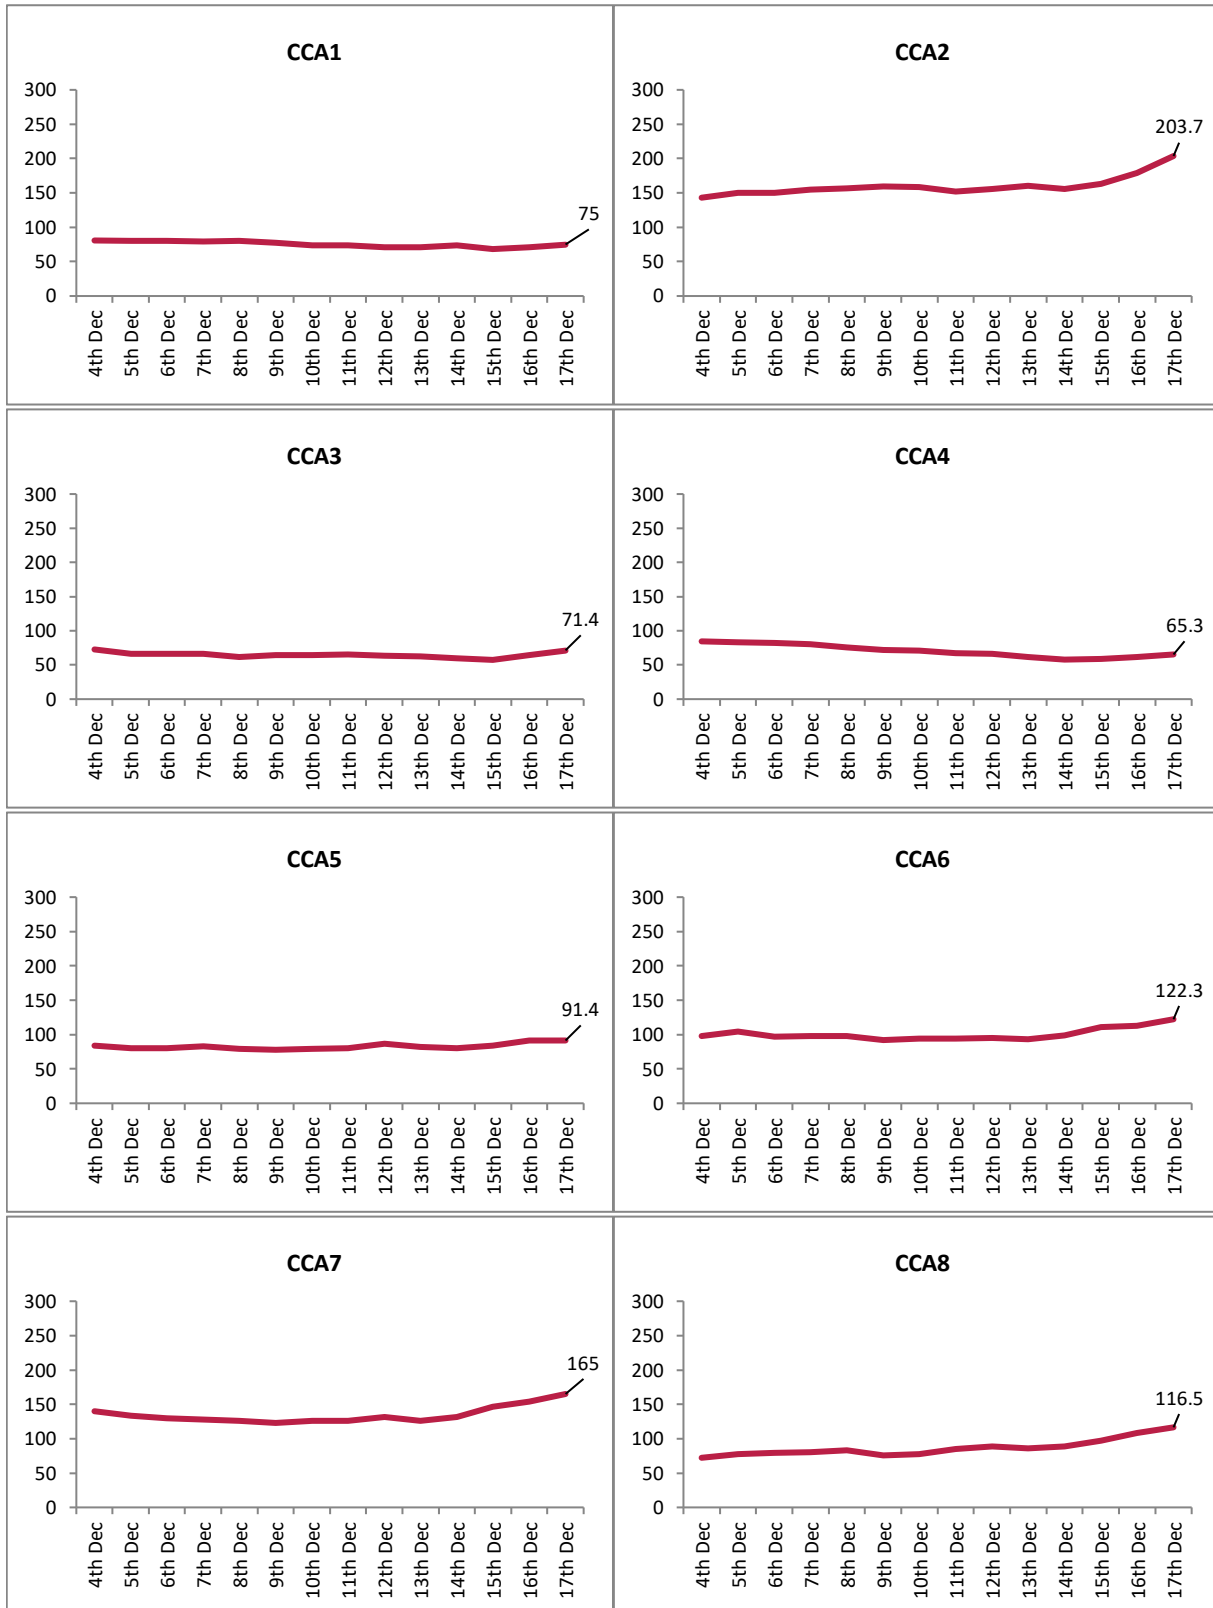 CCA1
300
250
200
150
100
50
0
75
4th Dec
5th Dec
6th Dec
7th Dec
8th Dec
9th Dec
10th Dec
11th Dec
12th Dec
13th Dec
14th Dec
15th Dec
16th Dec
17th Dec
CCA2
300
250
200
150
100
50
0
203.7
4th Dec
5th Dec
6th Dec
7th Dec
8th Dec
9th Dec
10th Dec
11th Dec
12th Dec
13th Dec
14th Dec
15th Dec
16th Dec
17th Dec
CCA3
300
250
200
150
100
50
0
71.4
4th Dec
5th Dec
6th Dec
7th Dec
8th Dec
9th Dec
10th Dec
11th Dec
12th Dec
13th Dec
14th Dec
15th Dec
16th Dec
17th Dec
CCA4
300
250
200
150
100
50
0
65.3
4th Dec
5th Dec
6th Dec
7th Dec
8th Dec
9th Dec
10th Dec
11th Dec
12th Dec
13th Dec
14th Dec
15th Dec
16th Dec
17th Dec
CCA5
300
250
200
150
100
50
0
91.4
4th Dec
5th Dec
6th Dec
7th Dec
8th Dec
9th Dec
10th Dec
11th Dec
12th Dec
13th Dec
14th Dec
15th Dec
16th Dec
17th Dec
CCA6
300
250
200
150
100
50
0
122.3
4th Dec
5th Dec
6th Dec
7th Dec
8th Dec
9th Dec
10th Dec
11th Dec
12th Dec
13th Dec
14th Dec
15th Dec
16th Dec
17th Dec
CCA7
300
250
200
150
100
50
0
165
4th Dec
5th Dec
6th Dec
7th Dec
8th Dec
9th Dec
10th Dec
11th Dec
12th Dec
13th Dec
14th Dec
15th Dec
16th Dec
17th Dec
CCA8
300
250
200
150
100
50
0
116.5
4th Dec
5th Dec
6th Dec
7th Dec
8th Dec
9th Dec
10th Dec
11th Dec
12th Dec
13th Dec
14th Dec
15th Dec
16th Dec
17th Dec